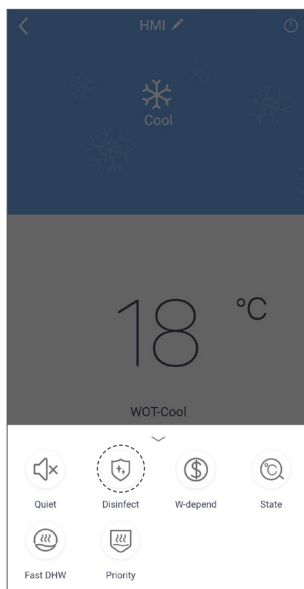 HMI
Cool
18 °C
WOT-Cool
Quiet Disinfect W-depend State
Fast DHW Priority